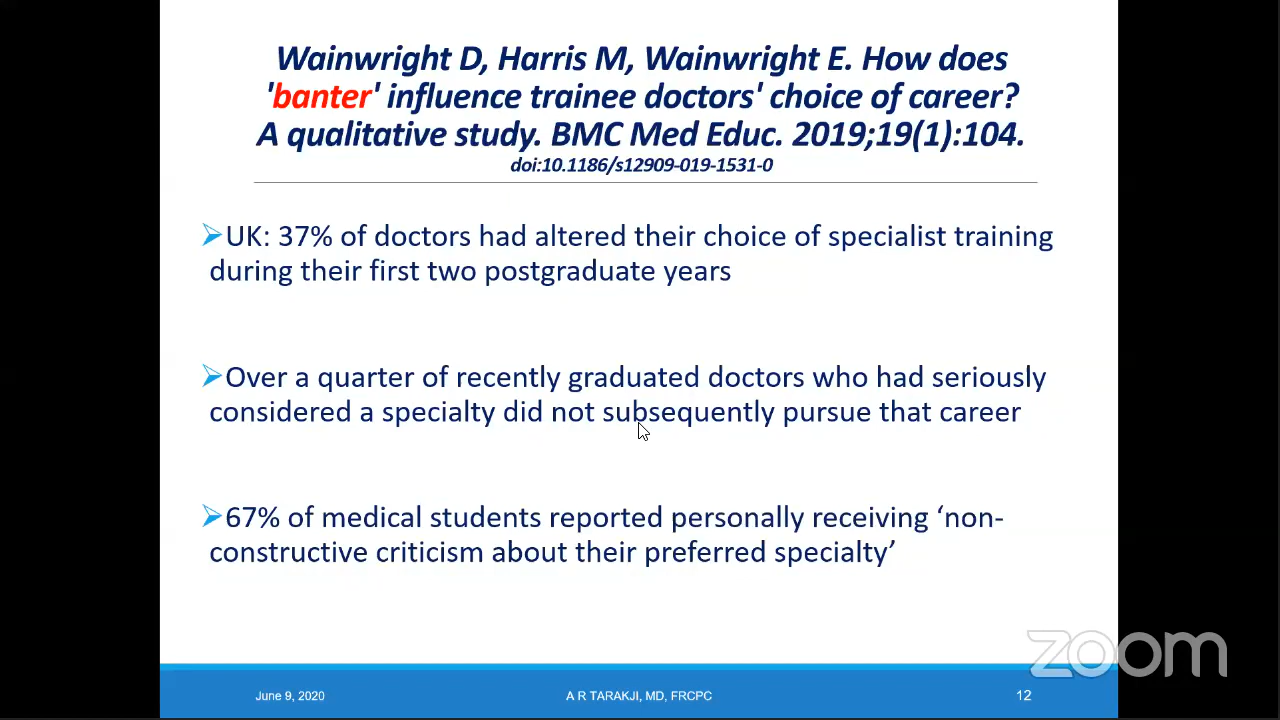 Wainwright D, Harris M, Wainwright E. How does
'banter' influence trainee doctors' choice of career?
A qualitative study. BMC Med Educ. 2019;19(1):104.
doi:10.1186/s12909-019-1531-0
UK: 37% of doctors had altered their choice of specialist training
during their first two postgraduate years
Over a quarter of recently graduated doctors who had seriously
considered a specialty did not subsequently pursue that career
67% of medical students reported personally receiving ‘non-
constructive criticism about their preferred specialty’
zoom
June 9, 2020
A R TARAKJI, MD, FRCPC
12